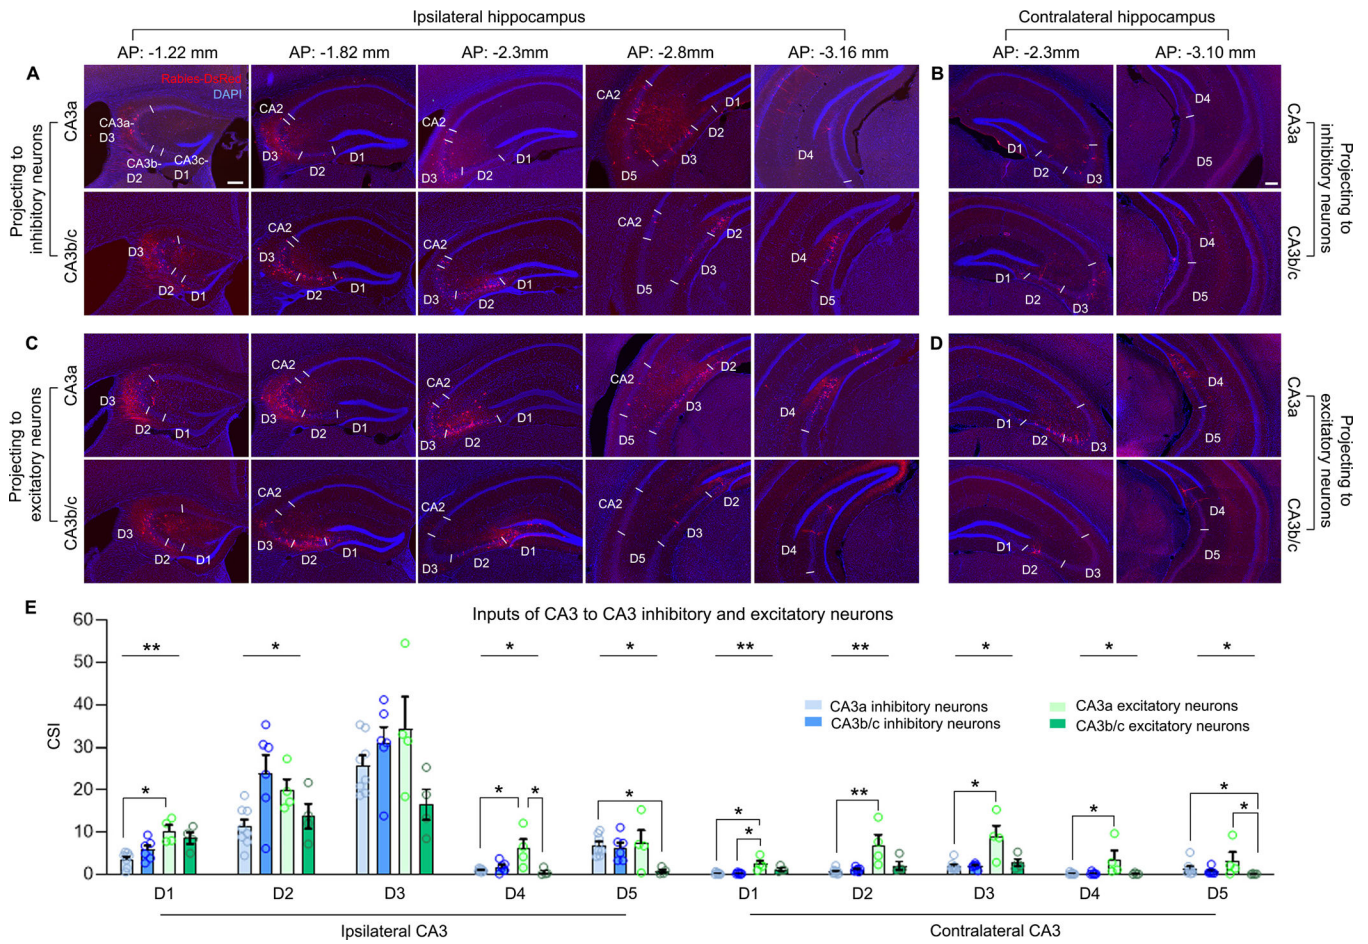 Ipsilateral hippocampus
Contralateral hippocampus
AP: -1.22 mm
AP: -1.82 mm
AP: -2.3mm
AP: -2.8mm
AP: -3.16 mm
AP: -2.3mm
AP: -3.10 mm
A
Projecting to
inhibitory neurons
CA3a
Rabies-DsRed
DAPI
CA3a-
D3
CA3b-
D2
CA3c-
D1
CA2
D3
D2
D1
CA2
D3
D2
D1
CA2
D1
D2
D3
D5
D4
CA3b/c
D3
D2
D1
CA2
D3
D2
D1
CA2
D3
D2
D1
CA2
D2
D3
D5
D4
D5
B
D1
D2
D3
D4
D5
CA3a
D1
D2
D3
D4
D5
CA3b/c
Projecting to
inhibitory neurons
C
Projecting to
excitatory neurons
CA3a
D3
D2
D1
CA2
D3
D2
D1
CA2
D3
D2
D1
CA2
D2
D3
D5
D4
CA3b/c
D3
D2
D1
CA2
D3
D2
D1
CA2
D3
D2
D1
CA2
D2
D3
D5
D4
D
D1
D2
D3
D4
D5
CA3a
D1
D2
D3
D4
D5
CA3b/c
Projecting to
excitatory neurons
E
Inputs of CA3 to CA3 inhibitory and excitatory neurons
60
50
40
30
20
10
0
CSI
** * * * ** ** * * *
CA3a inhibitory neurons
CA3b/c inhibitory neurons
CA3a excitatory neurons
CA3b/c excitatory neurons
* * * * * * ** * * * *
D1 D2 D3 D4 D5 D1 D2 D3 D4 D5
Ipsilateral CA3
Contralateral CA3